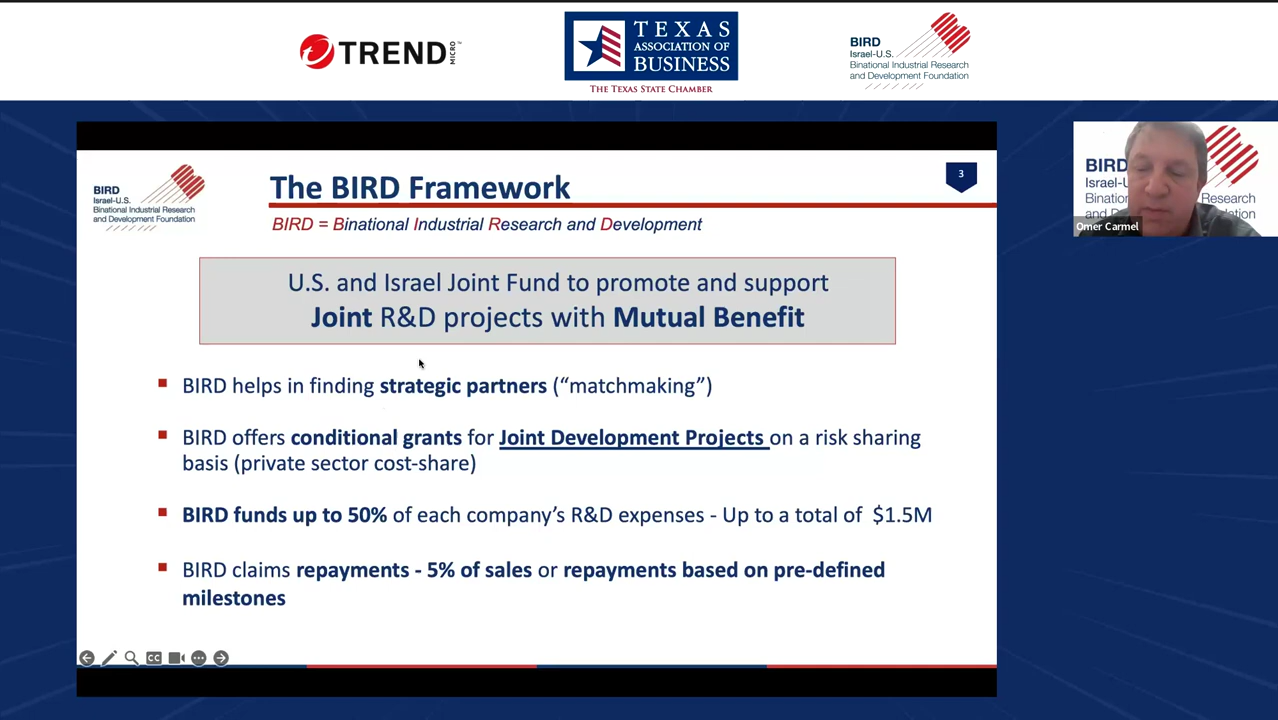 TREND
MICRO
TEXAS
ASSOCIATION OF
BUSINESS
THE TEXAS STATE CHAMBER
BIRD
Israel-U.S.
Binational Industrial Research
and Development Foundation
BIRD
Israel-U.S.
Binational Industrial Research
and Development Foundation
The BIRD Framework
3
BIRD = Binational Industrial Research and Development
U.S. and Israel Joint Fund to promote and support
Joint R&D projects with Mutual Benefit
BIRD helps in finding strategic partners (“matchmaking”)
BIRD offers conditional grants for Joint Development Projects on a risk sharing
basis (private sector cost-share)
BIRD funds up to 50% of each company’s R&D expenses - Up to a total of $1.5M
BIRD claims repayments - 5% of sales or repayments based on pre-defined
milestones
CC
BIRD
Israel-U
Research
Omer Carmel